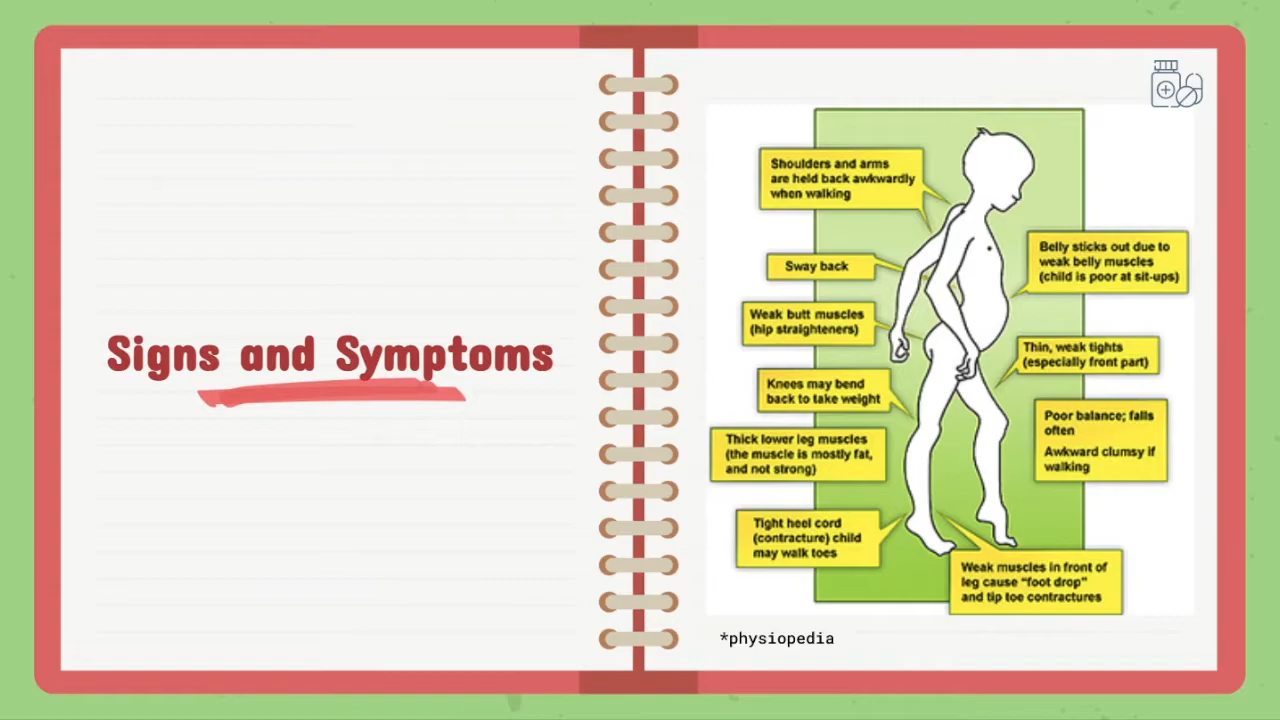 Signs and Symptoms
Shoulders and arms
are held back awkwardly
when walking
Sway back
Weak butt muscles
(hip straighteners)
Knees may bend
back to take weight
Thick lower leg muscles
(the muscle is mostly fat,
and not strong)
Tight heel cord
(contracture) child
may walk toes
Belly sticks out due to
weak belly muscles
(child is poor at sit-ups)
Thin, weak tights
(especially front part)
Poor balance; falls
often
Awkward clumsy if
walking
Weak muscles in front of
leg cause “foot drop”
and tip toe contractures
*physiopedia